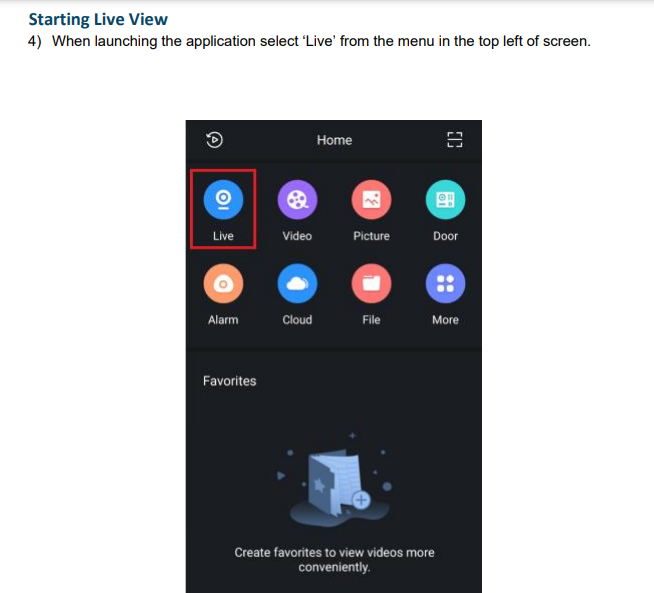 Starting Live View
4) When launching the application select ‘Live’ from the menu in the top left of screen.
Home
Live Video Picture Door
Alarm Cloud File More
Favorites
Create favorites to view videos more
conveniently.